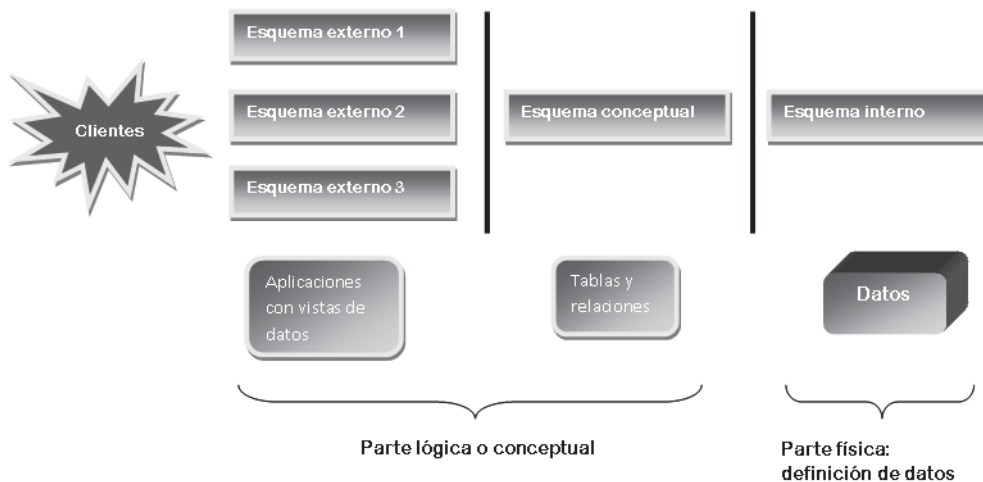 Esquema externo 1
Clientes
Esquema externo 2
Esquema conceptual
Esquema interno
Esquema externo 3
Aplicaciones
con vistas de
datos
Tablas y
relaciones
Datos
Parte lógica o conceptual
Parte física:
definición de datos